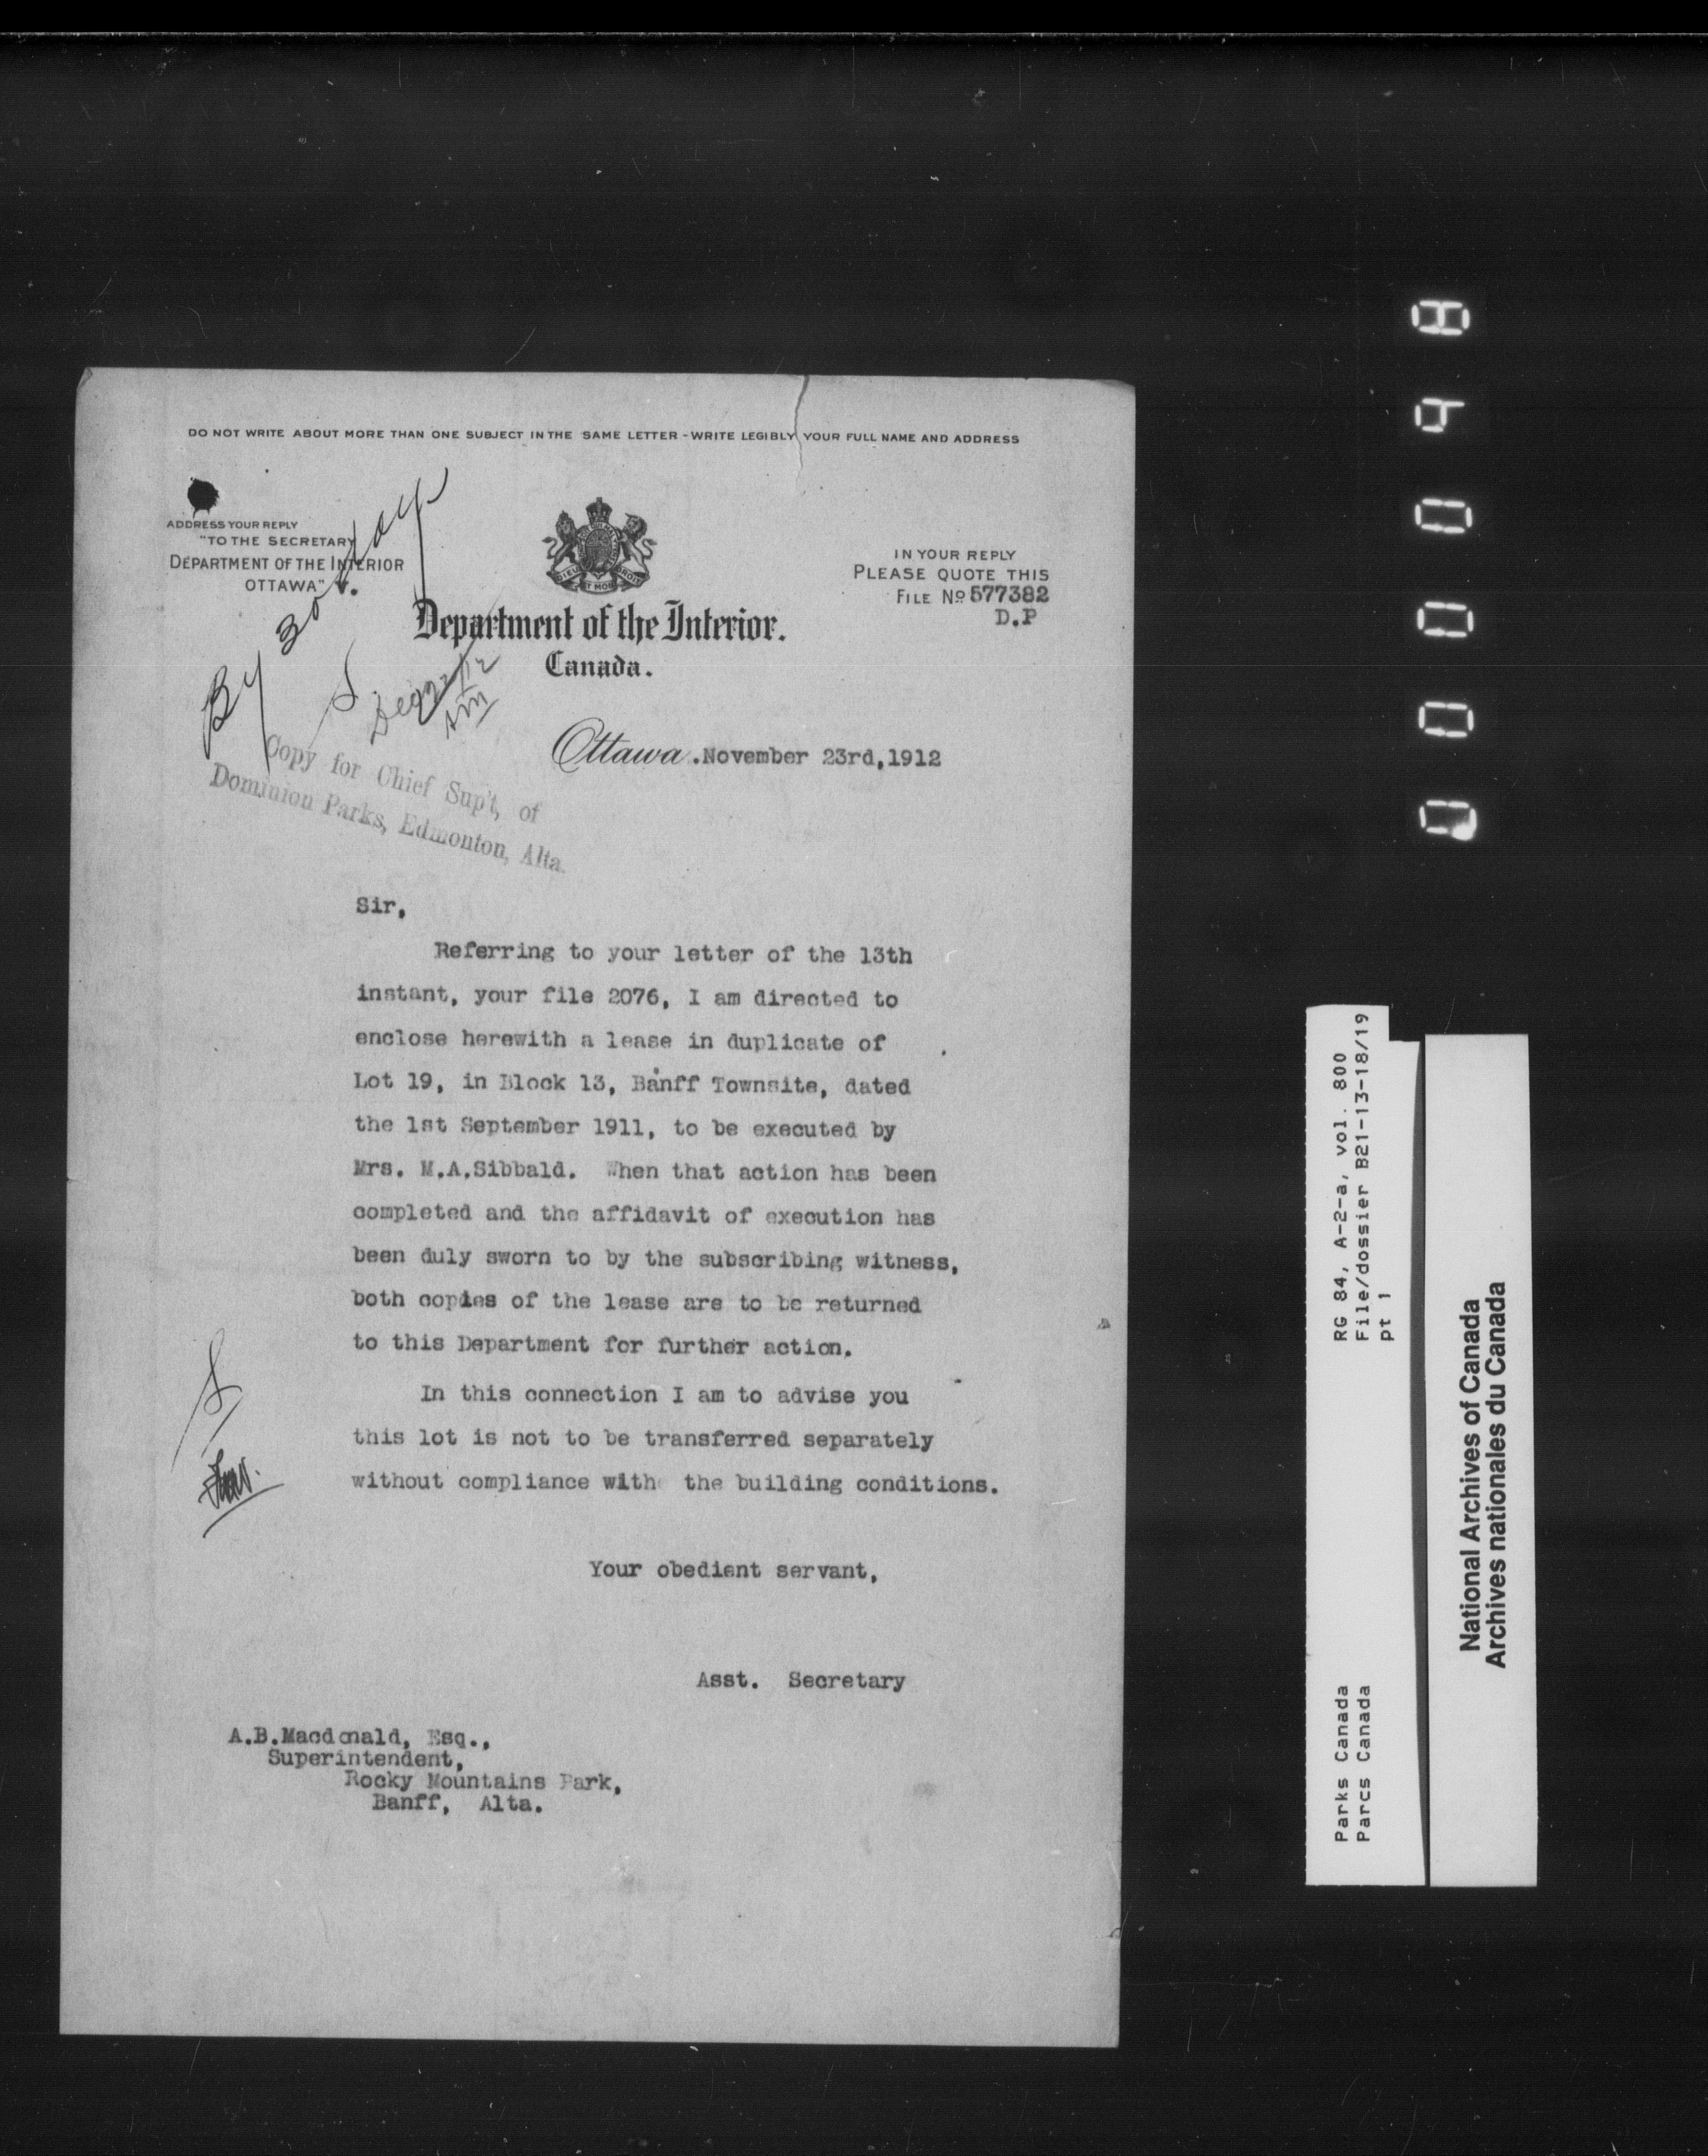 DO NOT WRITE ABOUT MORE THAN ONE SUBJECT IN THE SAME LETTER - WRITE LEGIBLY YOUR FULL NAME AND ADDRESS
ADDRESS YOUR REPLY
"TO THE SECRETARY
DEPARTMENT OF THE INTERIOR
OTTAWA"
IN YOUR REPLY
PLEASE QUOTE THIS
FILE No 577382
D.P
Department of the Interior.
Canada.
By 30
Ottawa. November 23rd, 1912
Copy for Chief Sup't, of
Dominion Parks, Edmonton, Alta.
Sir,
Referring to your letter of the 13th
instant, your file 2076, I am directed to
enclose herewith a lease in duplicate of
Lot 19, in Block 13, Banff Townsite, dated
the 1st September 1911, to be executed by
Mrs. M.A.Sibbald. When that action has been
completed and the affidavit of execution has
been duly sworn to by the subscribing witness,
both copies of the lease are to be returned
to this Department for further action.
In this connection I am to advise you
this lot is not to be transferred separately
without compliance with the building conditions.
Your obedient servant,
Asst. Secretary
A.B.Macdonald, Esq.,
Superintendent,
Rocky Mountains Park,
Banff, Alta.
Parks Canada
Parcs Canada
RG 84, A-2-a, vol. 800
File/dossier B21-13-18/19
pt 1
National Archives of Canada
Archives nationales du Canada